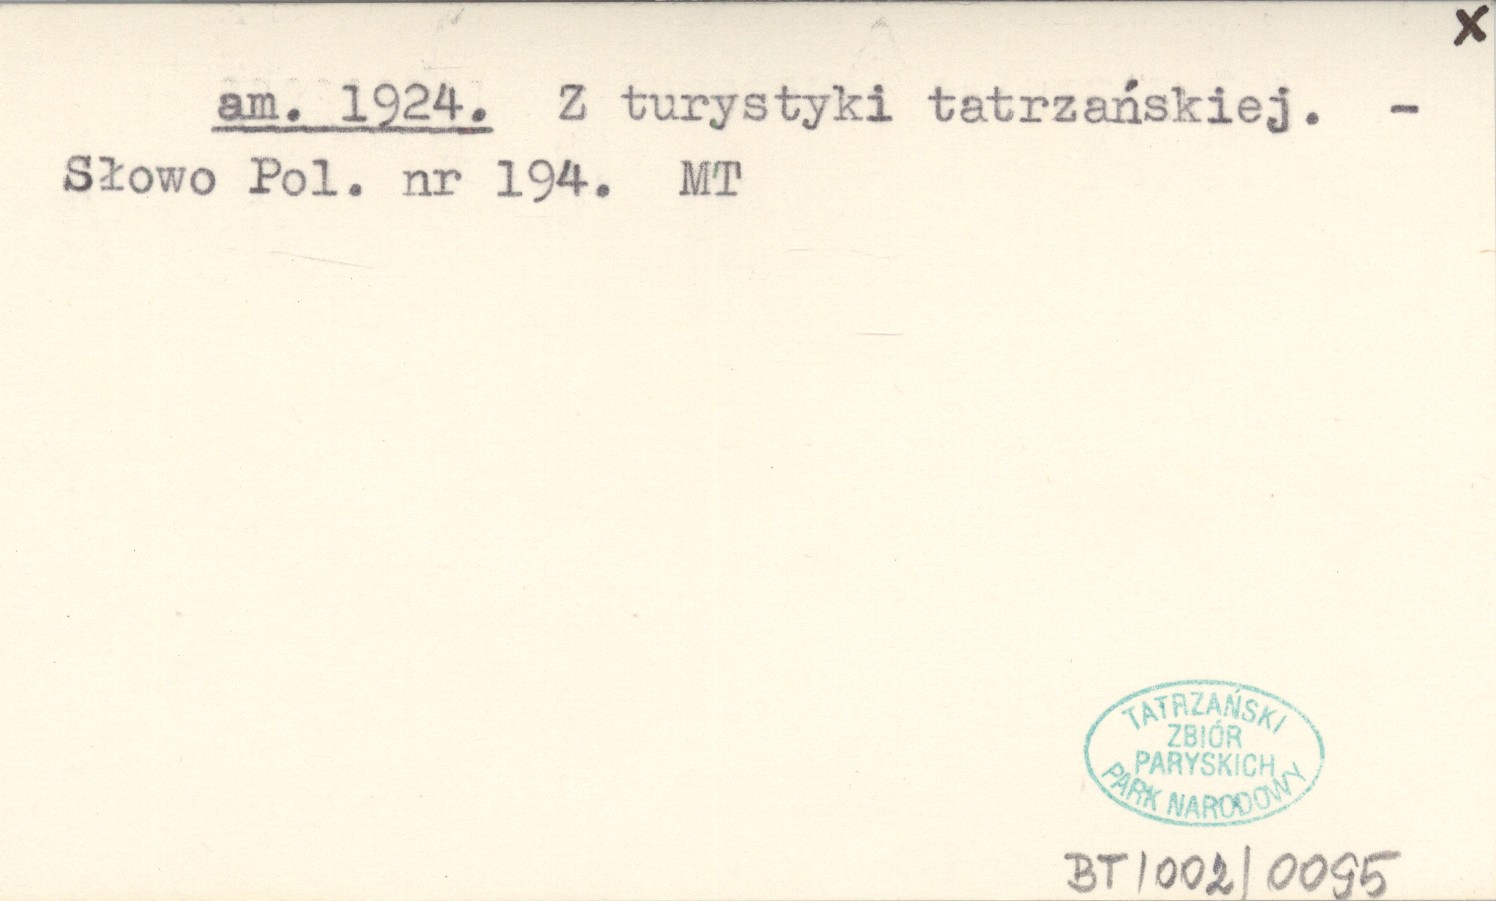 x
am. 1924. Z turystyki tatrzańskiej. -
Słowo Pol. nr 194. MT
TATRZAŃSKI
ZBIÓR
PARYSKICH
PARK NARODOWY
BT/002/0095